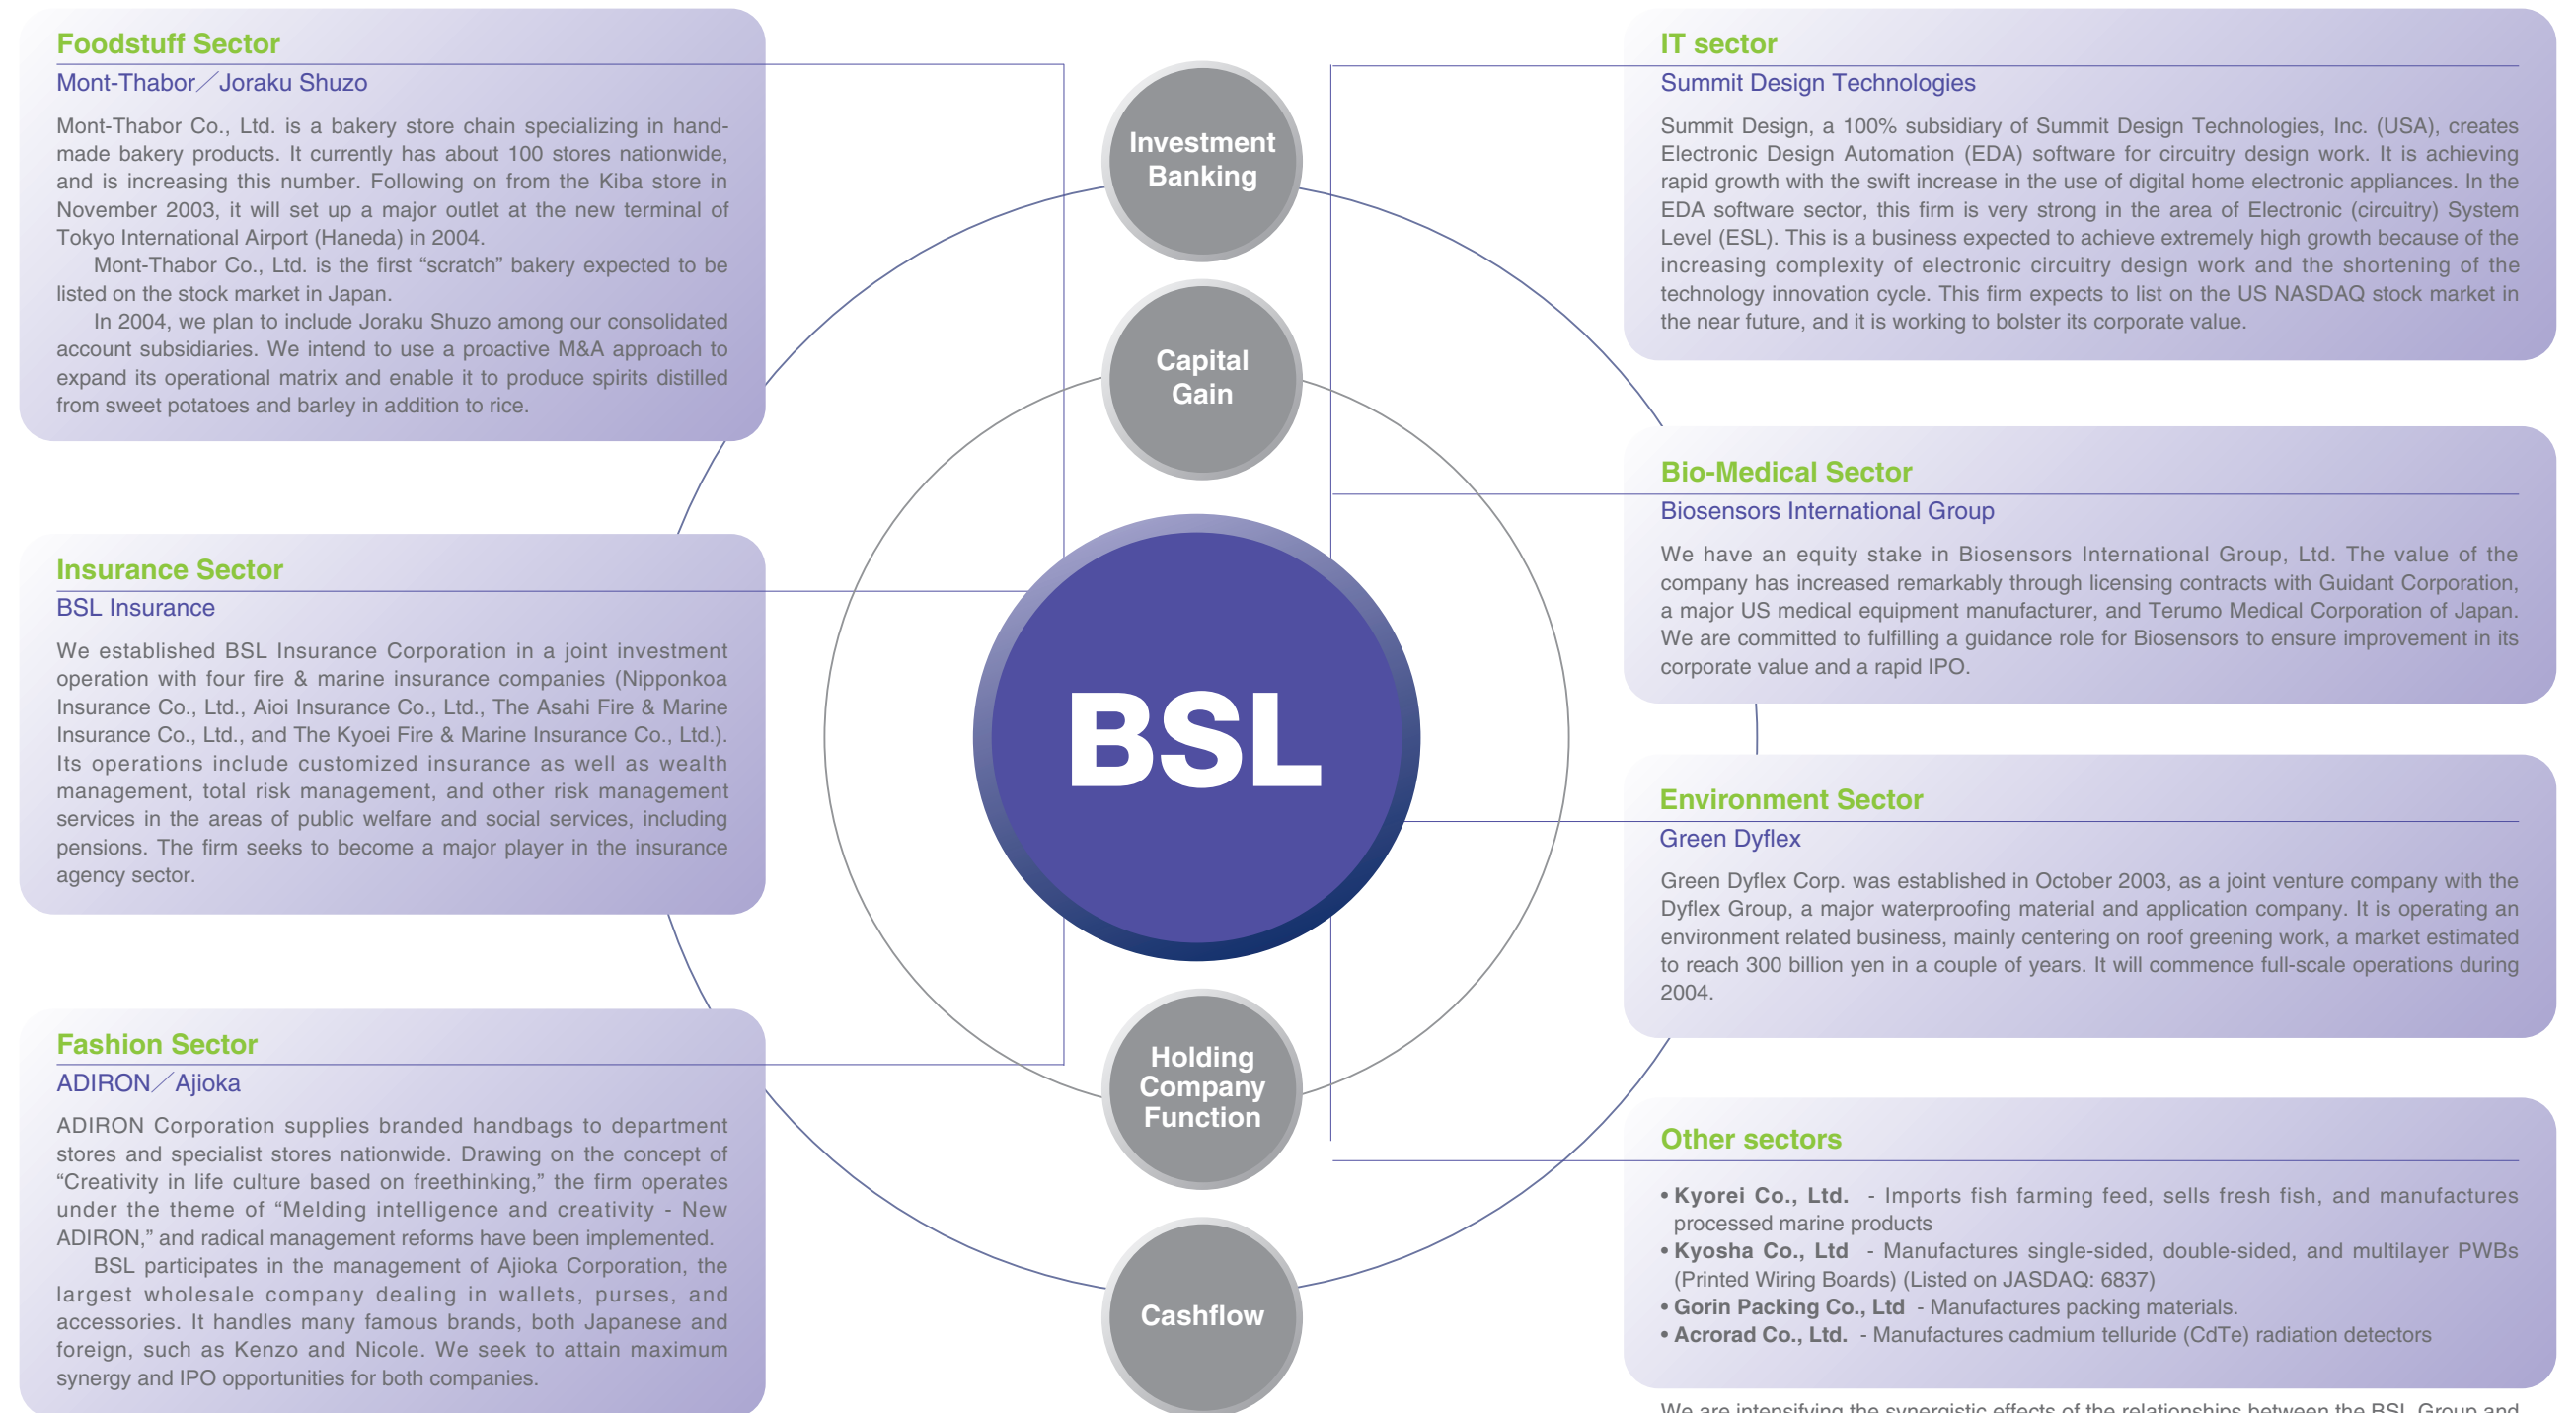 Foodstuff Sector
Mont-Thabor／Joraku Shuzo
Mont-Thabor Co., Ltd. is a bakery store chain specializing in hand-
made bakery products. It currently has about 100 stores nationwide,
and is increasing this number. Following on from the Kiba store in
November 2003, it will set up a major outlet at the new terminal of
Tokyo International Airport (Haneda) in 2004.
Mont-Thabor Co., Ltd. is the first “scratch” bakery expected to be
listed on the stock market in Japan.
In 2004, we plan to include Joraku Shuzo among our consolidated
account subsidiaries. We intend to use a proactive M&A approach to
expand its operational matrix and enable it to produce spirits distilled
from sweet potatoes and barley in addition to rice.
Insurance Sector
BSL Insurance
We established BSL Insurance Corporation in a joint investment
operation with four fire & marine insurance companies (Nipponkoa
Insurance Co., Ltd., Aioi Insurance Co., Ltd., The Asahi Fire & Marine
Insurance Co., Ltd., and The Kyoei Fire & Marine Insurance Co., Ltd.).
Its operations include customized insurance as well as wealth
management, total risk management, and other risk management
services in the areas of public welfare and social services, including
pensions. The firm seeks to become a major player in the insurance
agency sector.
Fashion Sector
ADIRON／Ajioka
ADIRON Corporation supplies branded handbags to department
stores and specialist stores nationwide. Drawing on the concept of
“Creativity in life culture based on freethinking,” the firm operates
under the theme of “Melding intelligence and creativity - New
ADIRON,” and radical management reforms have been implemented.
BSL participates in the management of Ajioka Corporation, the
largest wholesale company dealing in wallets, purses, and
accessories. It handles many famous brands, both Japanese and
foreign, such as Kenzo and Nicole. We seek to attain maximum
synergy and IPO opportunities for both companies.
Investment
Banking
Capital
Gain
BSL
Holding
Company
Function
Cashflow
IT sector
Summit Design Technologies
Summit Design, a 100% subsidiary of Summit Design Technologies, Inc. (USA), creates
Electronic Design Automation (EDA) software for circuitry design work. It is achieving
rapid growth with the swift increase in the use of digital home electronic appliances. In the
EDA software sector, this firm is very strong in the area of Electronic (circuitry) System
Level (ESL). This is a business expected to achieve extremely high growth because of the
increasing complexity of electronic circuitry design work and the shortening of the
technology innovation cycle. This firm expects to list on the US NASDAQ stock market in
the near future, and it is working to bolster its corporate value.
Bio-Medical Sector
Biosensors International Group
We have an equity stake in Biosensors International Group, Ltd. The value of the
company has increased remarkably through licensing contracts with Guidant Corporation,
a major US medical equipment manufacturer, and Terumo Medical Corporation of Japan.
We are committed to fulfilling a guidance role for Biosensors to ensure improvement in its
corporate value and a rapid IPO.
Environment Sector
Green Dyflex
Green Dyflex Corp. was established in October 2003, as a joint venture company with the
Dyflex Group, a major waterproofing material and application company. It is operating an
environment related business, mainly centering on roof greening work, a market estimated
to reach 300 billion yen in a couple of years. It will commence full-scale operations during
2004.
Other sectors
• Kyorei Co., Ltd. - Imports fish farming feed, sells fresh fish, and manufactures
processed marine products
• Kyosha Co., Ltd - Manufactures single-sided, double-sided, and multilayer PWBs
(Printed Wiring Boards) (Listed on JASDAQ: 6837)
• Gorin Packing Co., Ltd - Manufactures packing materials.
• Acrorad Co., Ltd. - Manufactures cadmium telluride (CdTe) radiation detectors
We are intensifying the synergistic effects of the relationships between the BSL Group and